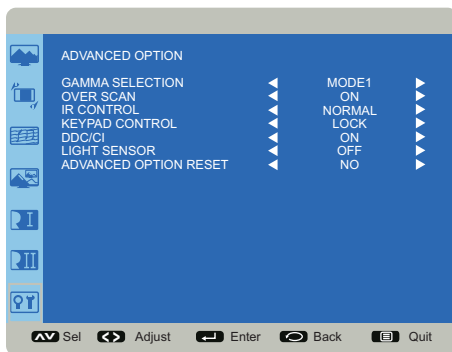 ADVANCED OPTION
GAMMA SELECTION MODE1
OVER SCAN ON
IR CONTROL NORMAL
KEYPAD CONTROL LOCK
DDC/CI ON
LIGHT SENSOR OFF
ADVANCED OPTION RESET NO
Sel Adjust Enter Back Quit